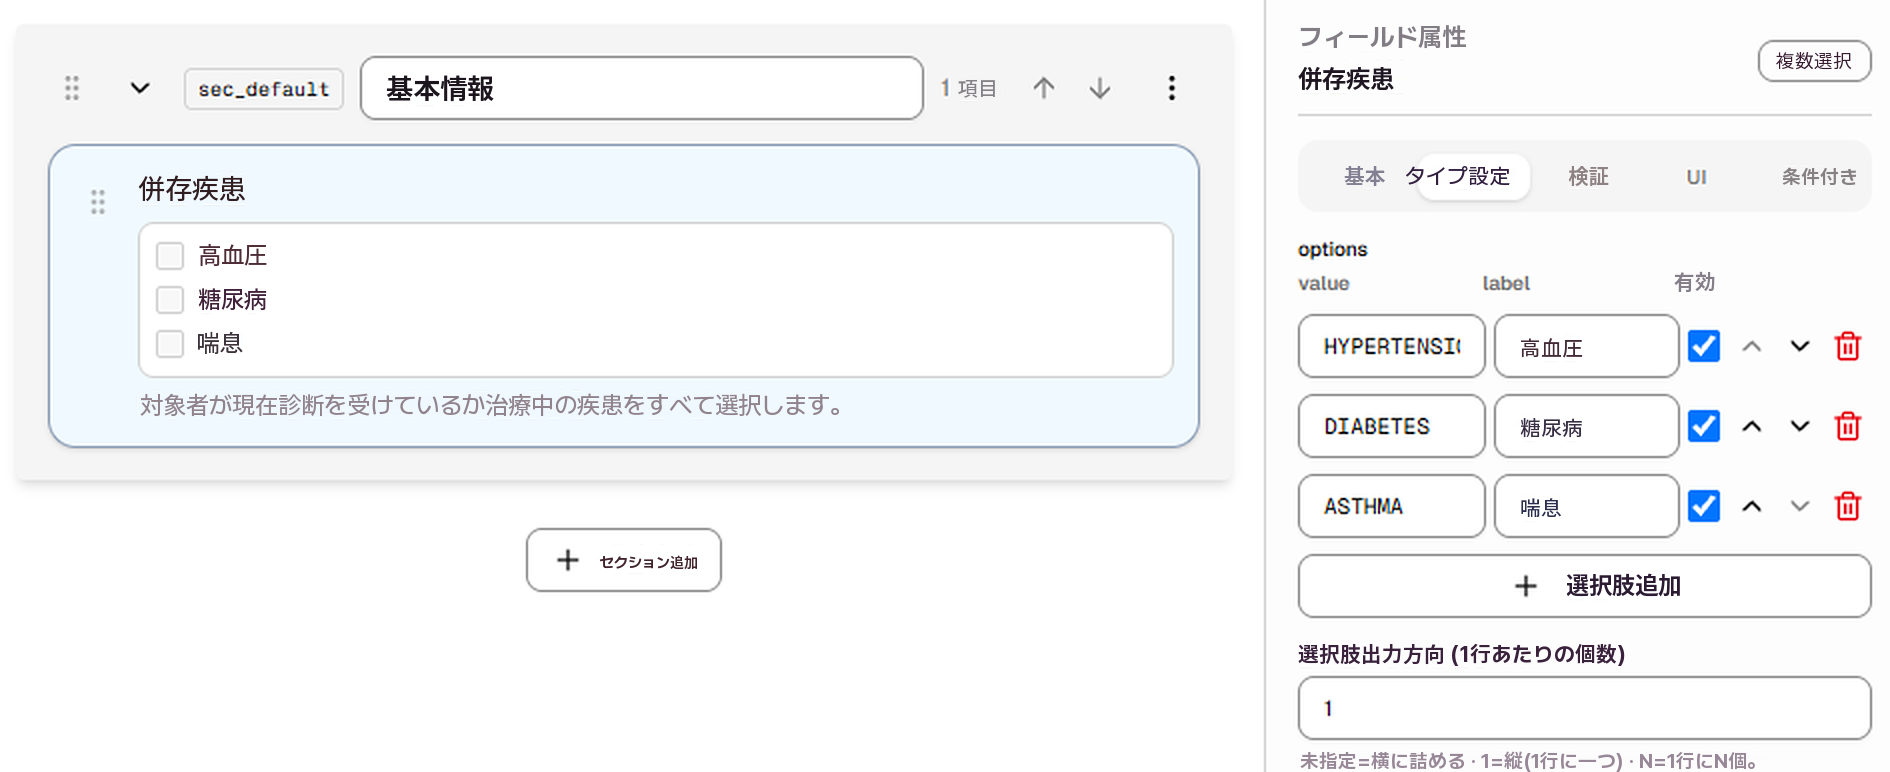 sec_default
基本情報
1 項目
併存疾患
高血圧
糖尿病
喘息
対象者が現在診断を受けているか治療中の疾患をすべて選択します。
セクション追加
フィールド属性
併存疾患
複数選択
基本 タイプ設定 検証 UI 条件付き
options
value label 有効
HYPERTENSI 高血圧
DIABETES 糖尿病
ASTHMA 喘息
選択肢追加
選択肢出力方向 (1行あたりの個数)
1
未指定=横に詰める · 1=縦(1行に一つ) · N=1行にN個。